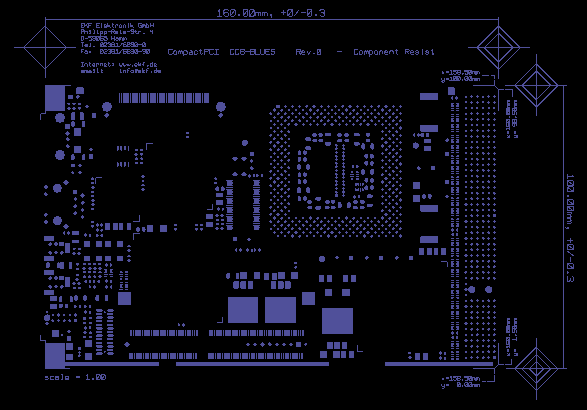 160.00mm, +0/-0.3
EKF Elektronik GmbH
Philipp-Reis-Str. 4
D-59065 Hamm
Tel. 02381/6890-0
Fax 02381/6890-90
Internet: www.ekf.de
email: info@ekf.de
CompactPCI CC8-BLUES Rev.0 - Component Resist
x=158.50mm
y=100.00mm
100.00mm, +0/-0.3
x=158.50mm
y= 0.00mm
scale = 1.00